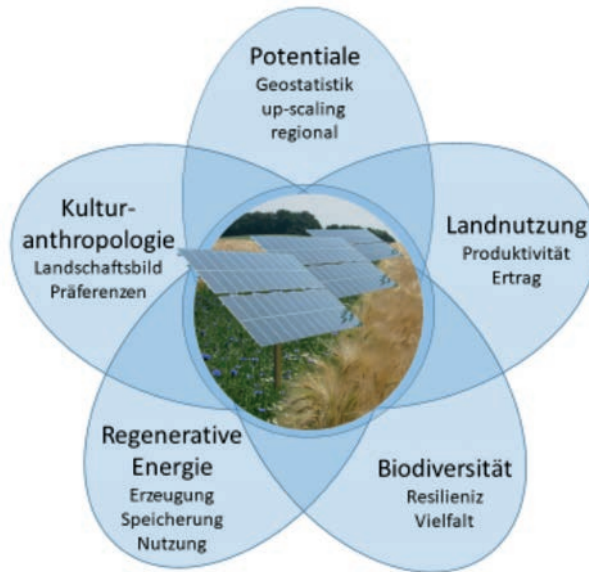 Potentiale
Geostatistik
up-scaling
regional
Kultur-
anthropologie
Landschaftsbild
Präferenzen
Landnutzung
Produktivität
Ertrag
Regenerative
Energie
Erzeugung
Speicherung
Nutzung
Biodiversität
Resilieniz
Vielfalt